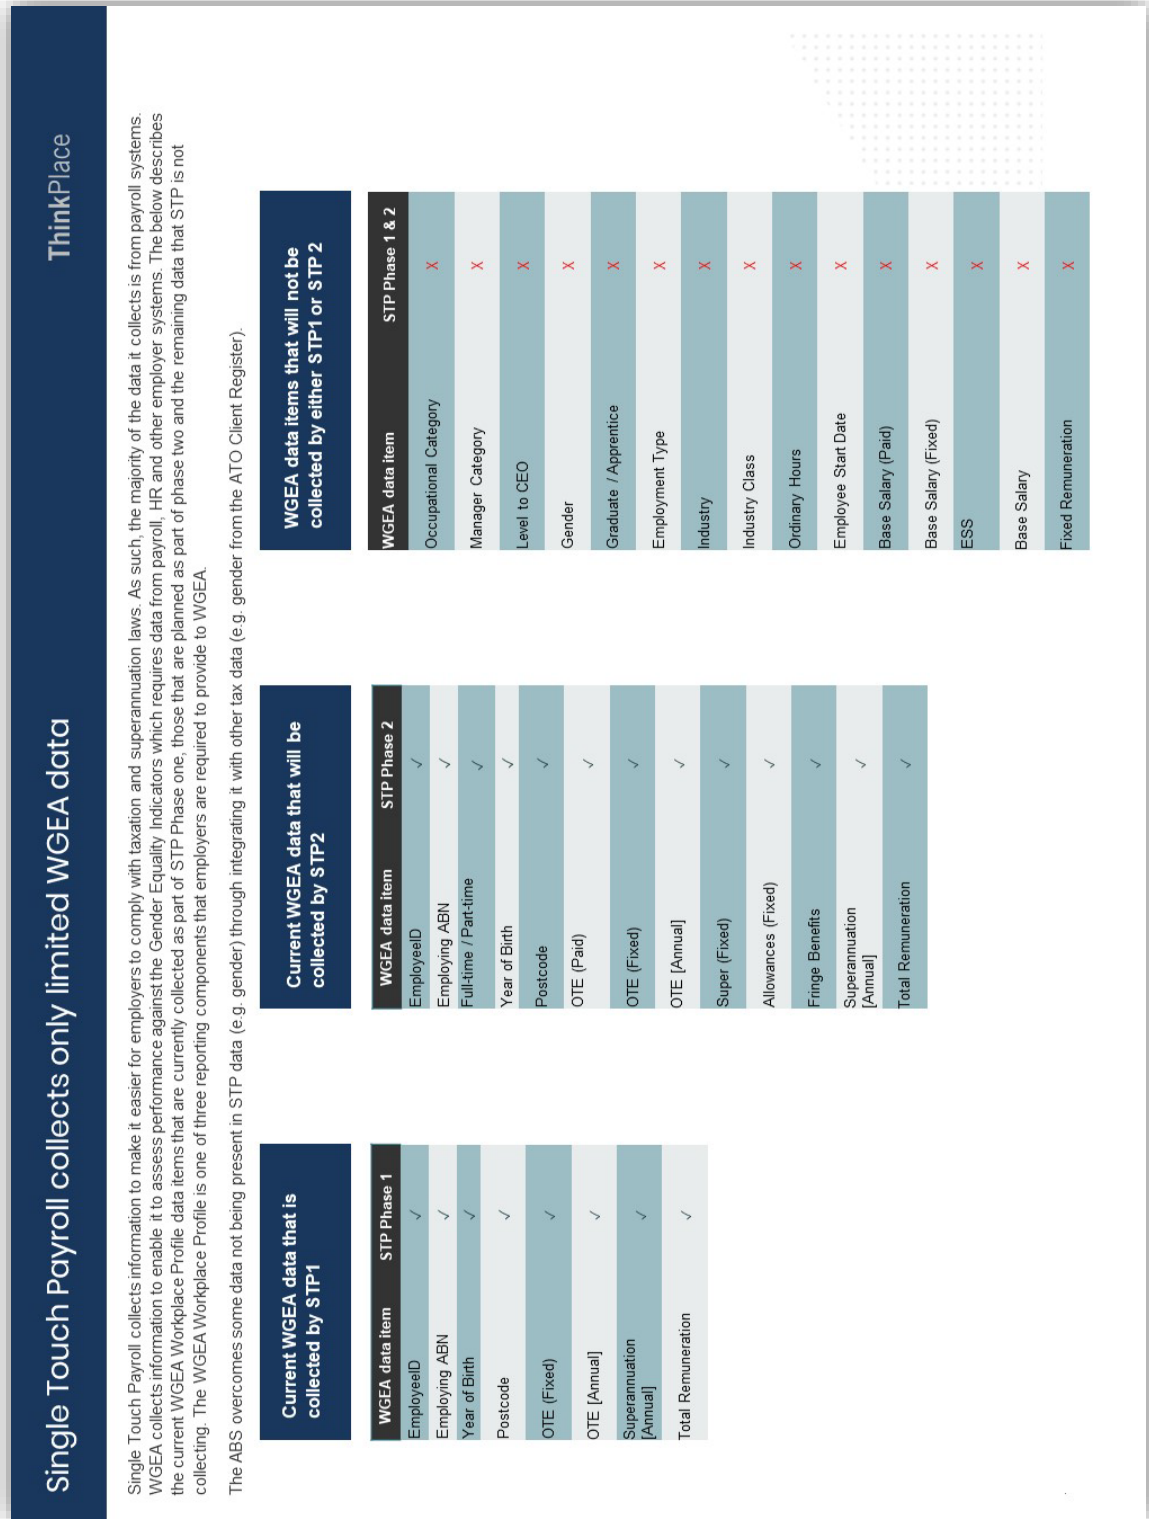 Single Touch Payroll collects only limited WGEA data
ThinkPlace
Single Touch Payroll collects information to make it easier for employers to comply with taxation and superannuation laws. As such, the majority of the data it collects is from payroll systems.
WGEA collects information to enable it to assess performance against the Gender Equality Indicators which requires data from payroll, HR and other employer systems. The below describes
the current WGEA Workplace Profile data items that are currently collected as part of STP Phase one, those that are planned as part of phase two and the remaining data that STP is not
collecting. The WGEA Workplace Profile is one of three reporting components that employers are required to provide to WGEA.
The ABS overcomes some data not being present in STP data (e.g. gender) through integrating it with other tax data (e.g. gender from the ATO Client Register).
Current WGEA data that is
collected by STP1
WGEA data item STP Phase 1
EmployeeID ✓
Employing ABN ✓
Year of Birth ✓
Postcode ✓
OTE (Fixed) ✓
OTE [Annual] ✓
Superannuation
[Annual] ✓
Total Remuneration ✓
Current WGEA data that will be
collected by STP2
WGEA data item STP Phase 2
EmployeeID ✓
Employing ABN ✓
Full-time / Part-time ✓
Year of Birth ✓
Postcode ✓
OTE (Paid) ✓
OTE (Fixed) ✓
OTE [Annual] ✓
Super (Fixed) ✓
Allowances (Fixed) ✓
Fringe Benefits ✓
Superannuation
[Annual] ✓
Total Remuneration ✓
WGEA data items that will not be
collected by either STP1 or STP 2
WGEA data item STP Phase 1 & 2
Occupational Category X
Manager Category X
Level to CEO X
Gender X
Graduate / Apprentice X
Employment Type X
Industry X
Industry Class X
Ordinary Hours X
Employee Start Date X
Base Salary (Paid) X
Base Salary (Fixed) X
ESS X
Base Salary X
Fixed Remuneration X